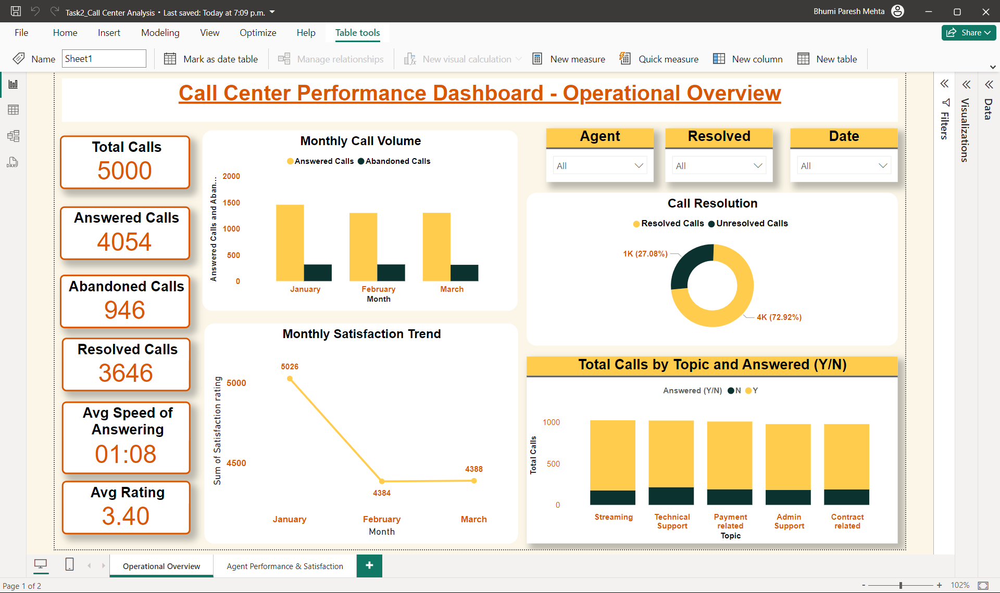 Task2_Call Center Analysis • Last saved: Today at 7:09 p.m.
Bhumi Paresh Mehta
File Home Insert Modeling View Optimize Help Table tools
Share
Name Sheet1 Mark as date table Manage relationships New visual calculation New measure Quick measure New column New table
DAX
Call Center Performance Dashboard - Operational Overview
Total Calls
5000
Answered Calls
4054
Abandoned Calls
946
Resolved Calls
3646
Avg Speed of
Answering
01:08
Avg Rating
3.40
Monthly Call Volume
Answered Calls Abandoned Calls
Answered Calls and Aban...
2000
1500
1000
500
0
January February March
Month
Monthly Satisfaction Trend
Sum of Satisfaction rating
5000
4500
5026
4384
4388
January February March
Month
Agent
All
Resolved
All
Date
All
Call Resolution
Resolved Calls Unresolved Calls
1K (27.08%)
4K (72.92%)
Total Calls by Topic and Answered (Y/N)
Answered (Y/N) N Y
Total Calls
1000
500
0
Streaming
Technical
Support
Payment
related
Admin
Support
Contract
related
Topic
Filters
Visualizations
Data
Operational Overview Agent Performance & Satisfaction +
Page 1 of 2
- + 102%